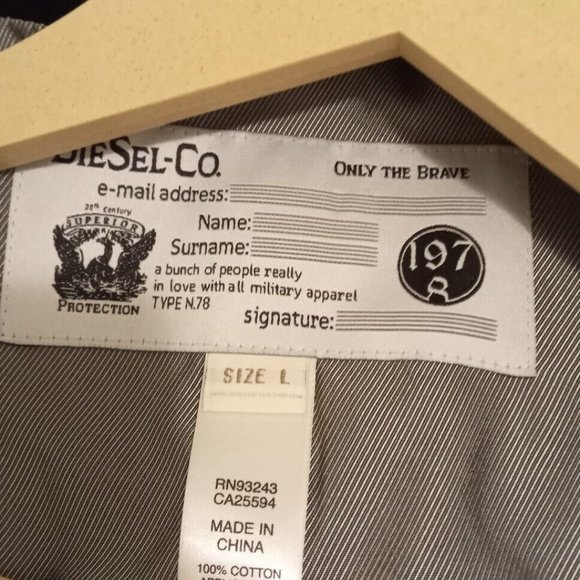 DIESEL-CO.
ONLY THE BRAVE
e-mail address:
20th Century
SUPERIOR
PROTECTION
Name:
Surname:
a bunch of people really
in love with all military apparel
TYPE N.78
signature:
197
8
SIZE L
RN93243
CA25594
MADE IN
CHINA
100% COTTON